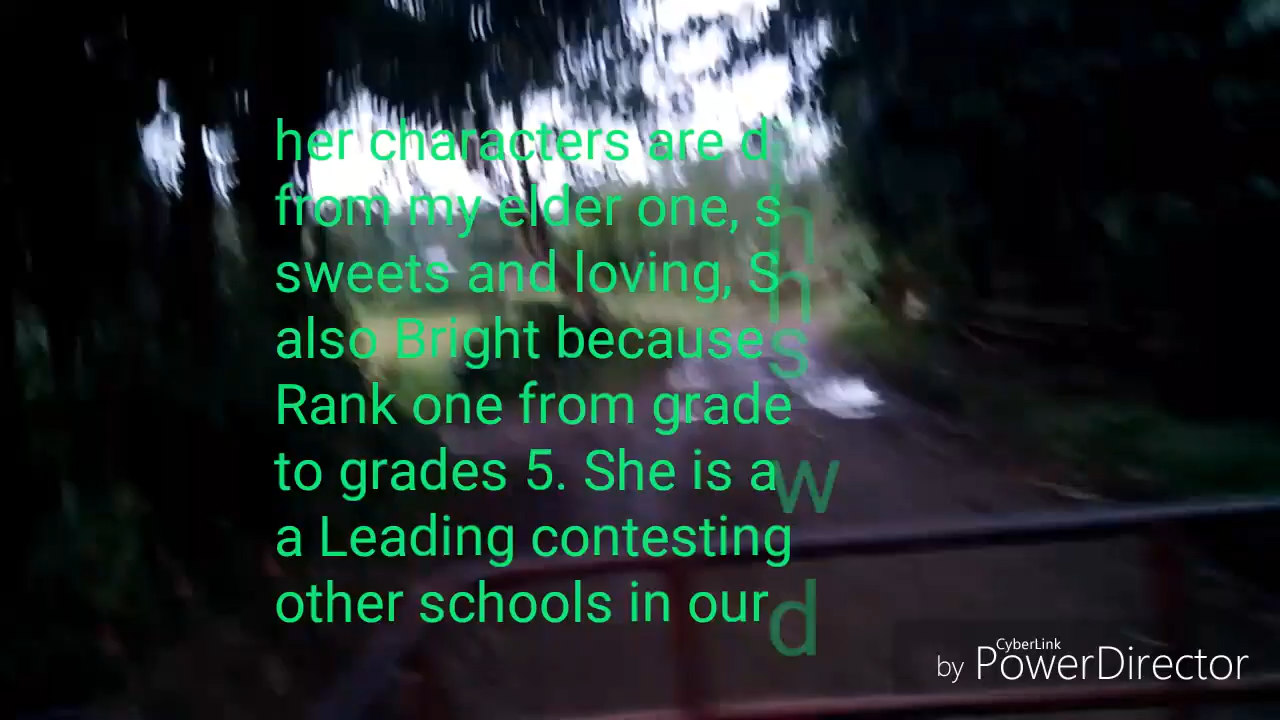 her characters are d
from my elder one, s
sweets and loving, S
also Bright because
Rank one from grade
to grades 5. She is a
a Leading contesting
other schools in our
CyberLink
by PowerDirector